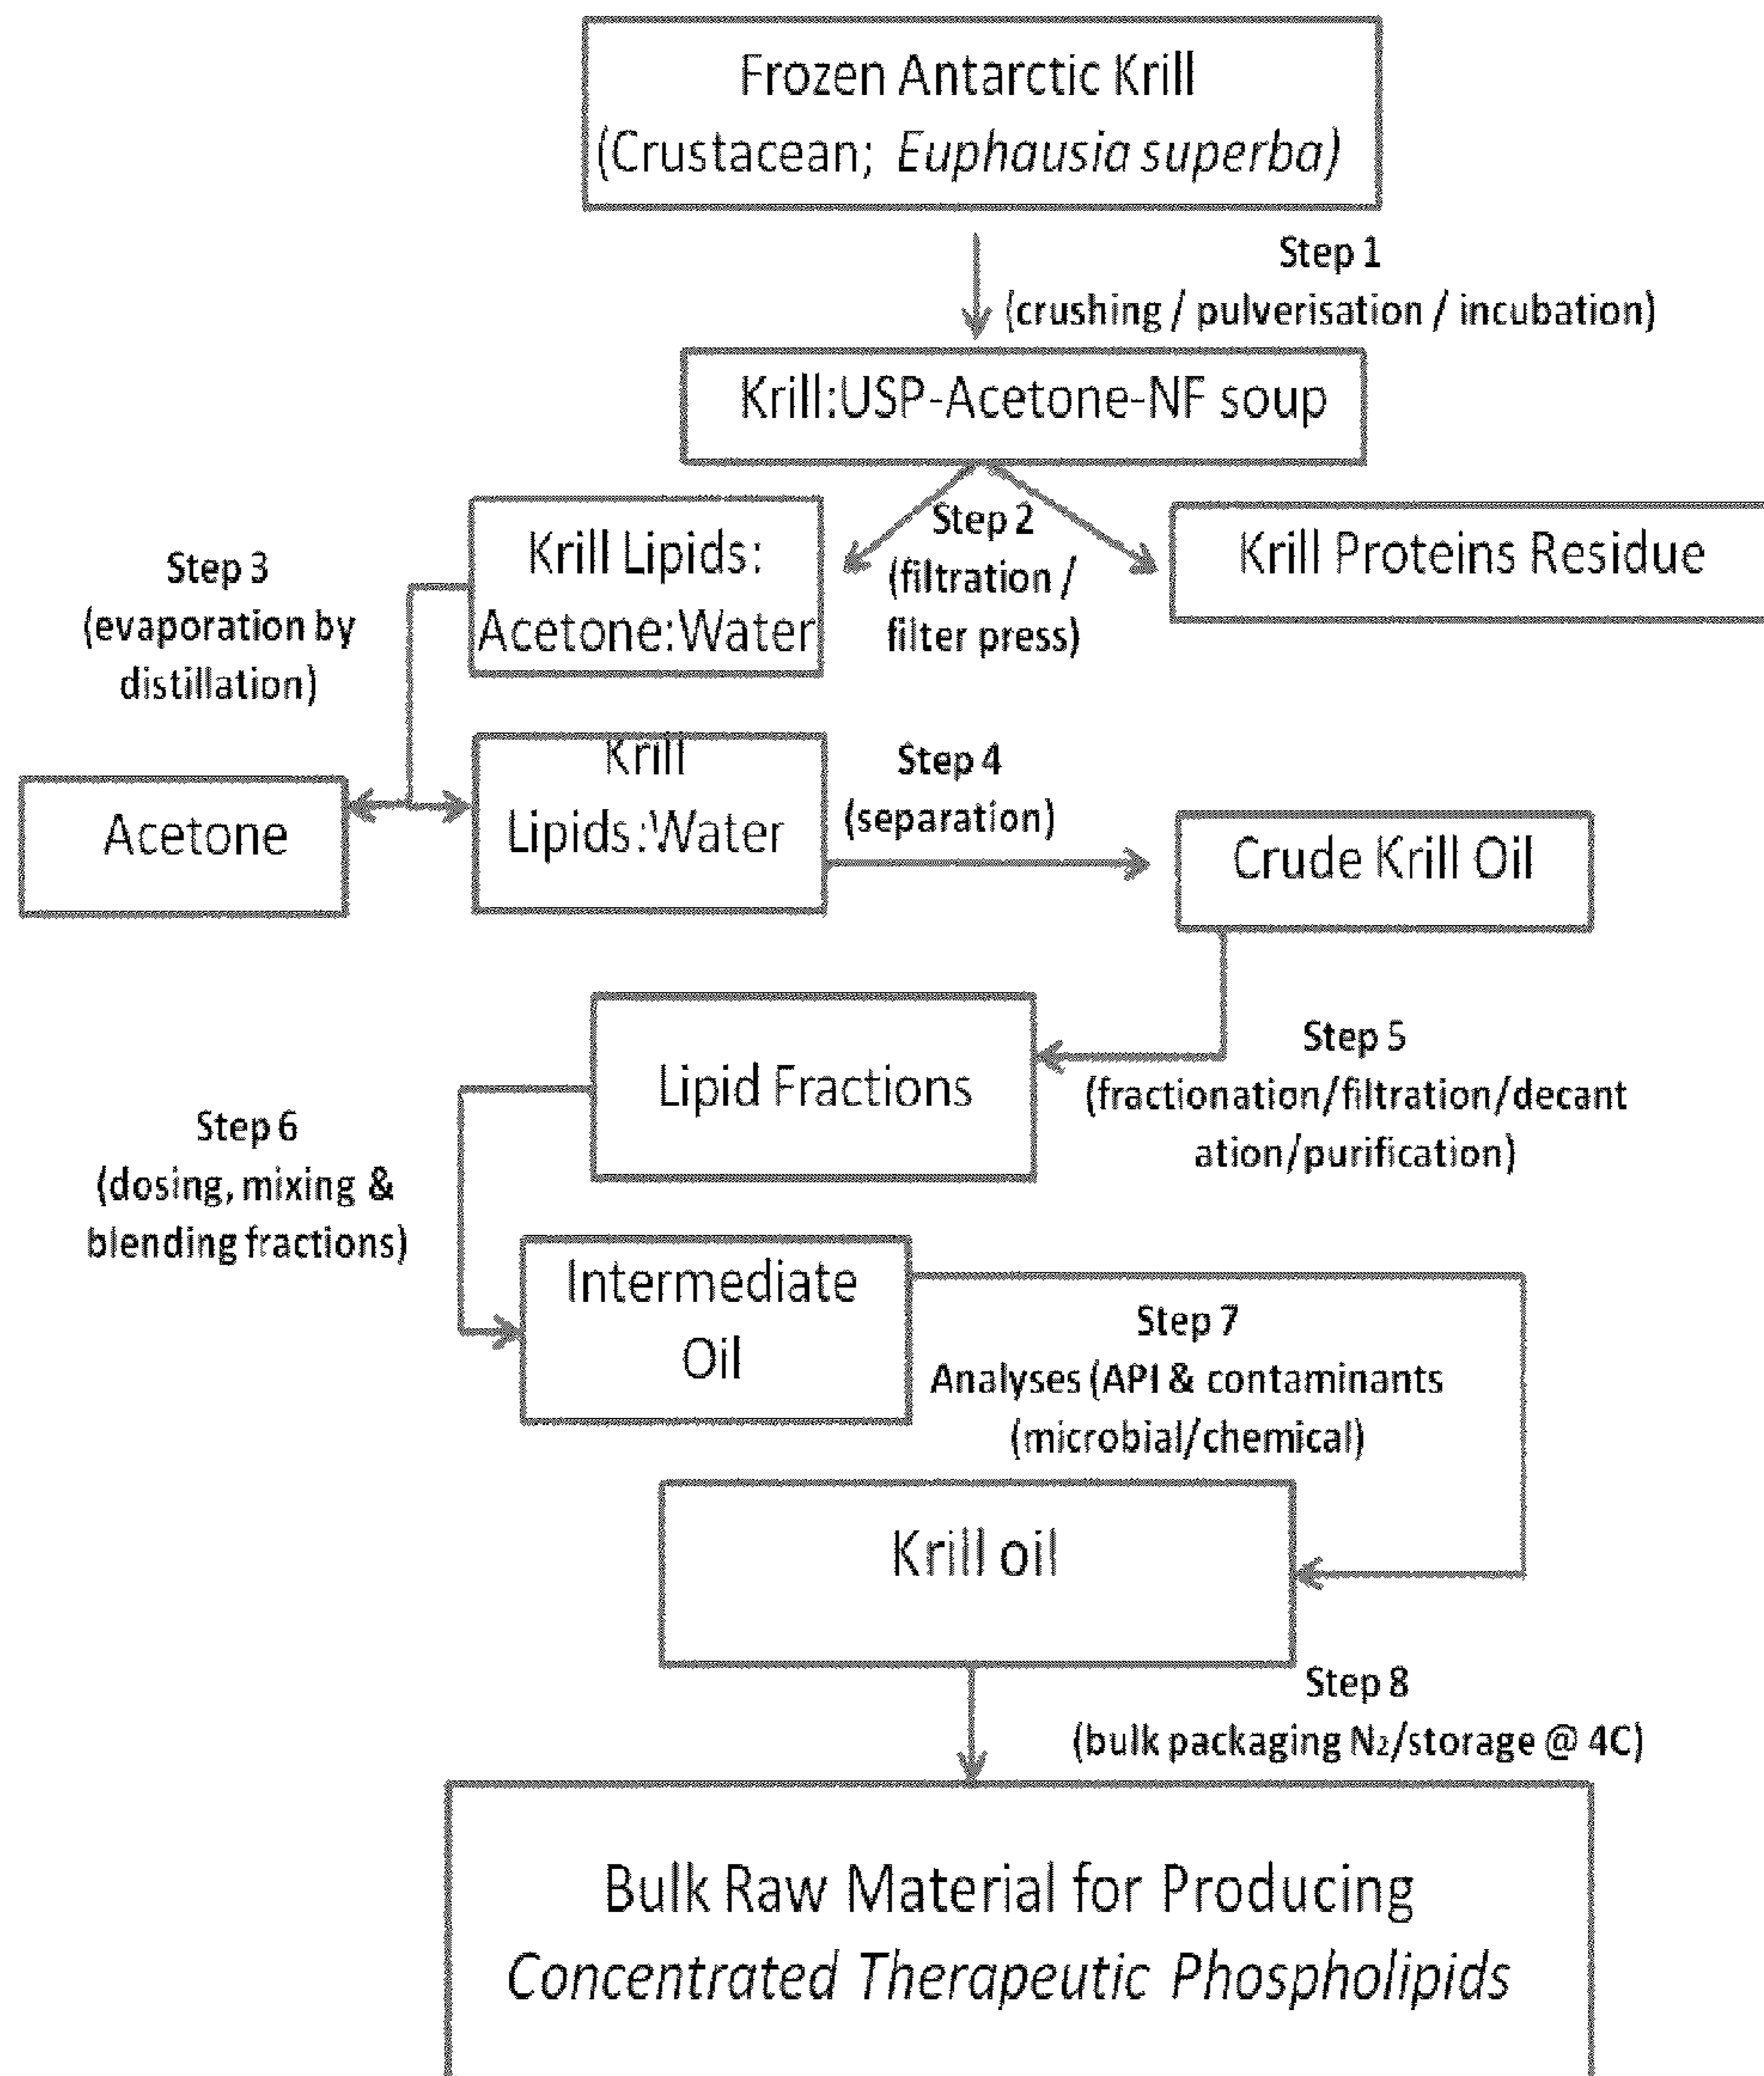 Frozen Antarctic Krill
(Crustacean; Euphausia superba)
Step 1
(crushing / pulverisation / incubation)
Krill:USP-Acetone-NF soup
Step 2
(filtration /
filter press)
Krill Lipids:
Acetone:Water
Krill Proteins Residue
Step 3
(evaporation by
distillation)
Acetone
Krill
Lipids:Water
Step 4
(separation)
Crude Krill Oil
Step 5
(fractionation/filtration/decant
ation/purification)
Lipid Fractions
Step 6
(dosing, mixing &
blending fractions)
Intermediate
Oil
Step 7
Analyses (API & contaminants
(microbial/chemical)
Krill oil
Step 8
(bulk packaging N₂/storage @ 4C)
Bulk Raw Material for Producing
Concentrated Therapeutic Phospholipids